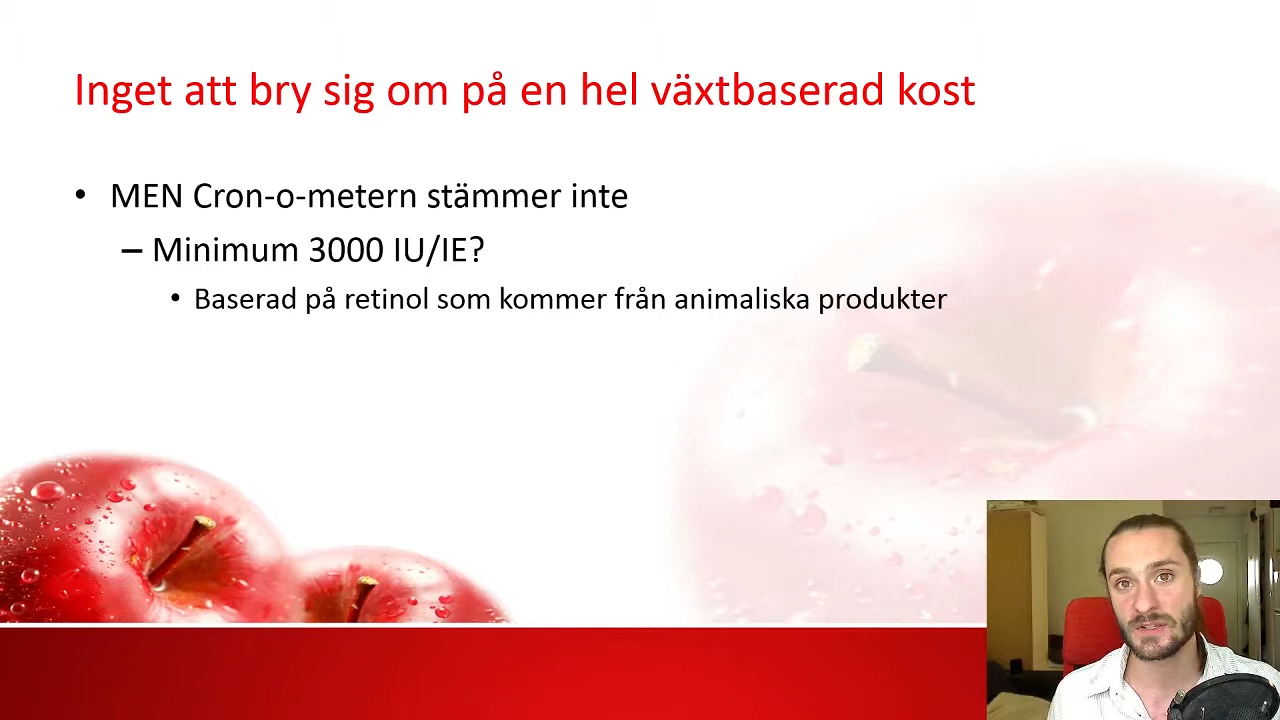 Inget att bry sig om på en hel växtbaserad kost
• MEN Cron-o-metern stämmer inte
– Minimum 3000 IU/IE?
• Baserad på retinol som kommer från animaliska produkter